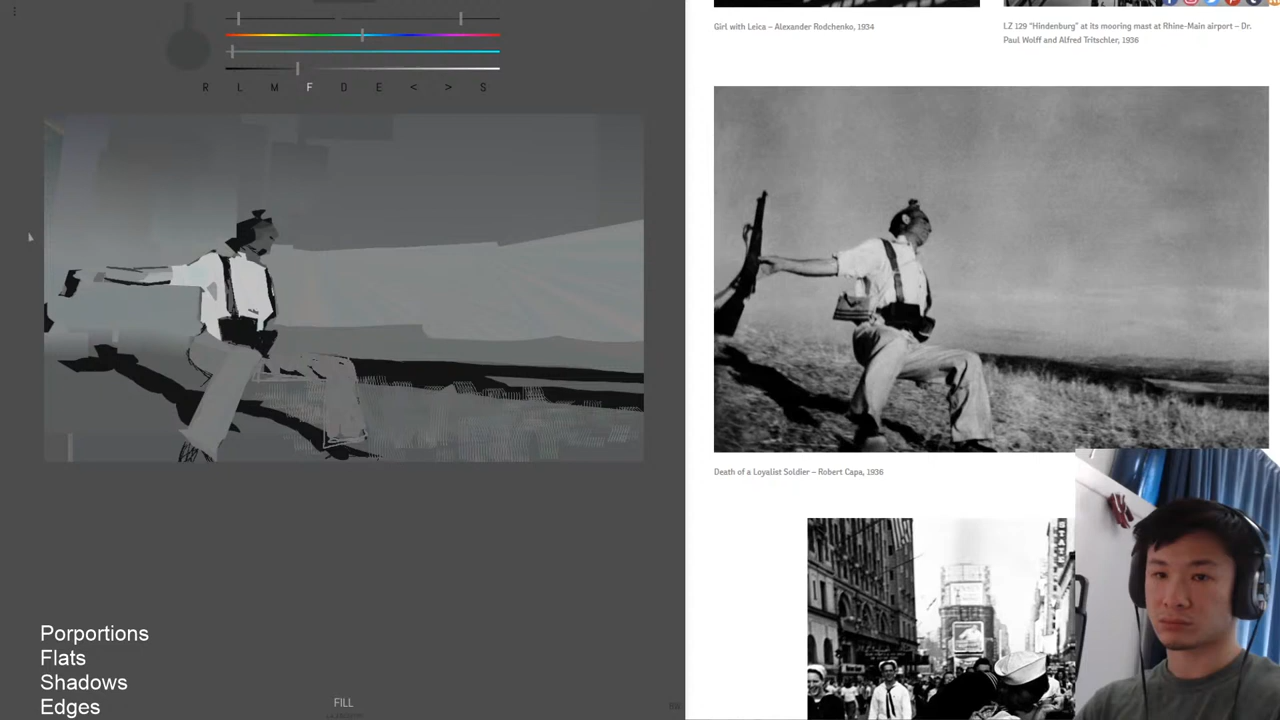 R L M F D E < > S
Girl with Leica – Alexander Rodchenko, 1934
LZ 129 “Hindenburg” at its mooring mast at Rhine-Main airport – Dr.
Paul Wolff and Alfred Tritschler, 1936
Death of a Loyalist Soldier – Robert Capa, 1936
Porportions
Flats
Shadows
Edges
FILL